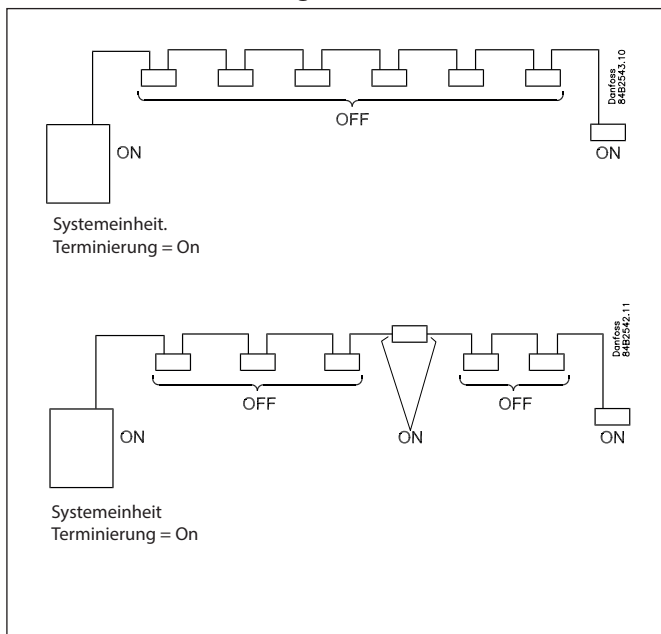 Danfoss
84B2543.10
OFF
ON
ON
Systemeinheit.
Terminierung = On
Danfoss
84B2542.11
OFF
OFF
ON
ON
ON
Systemeinheit
Terminierung = On